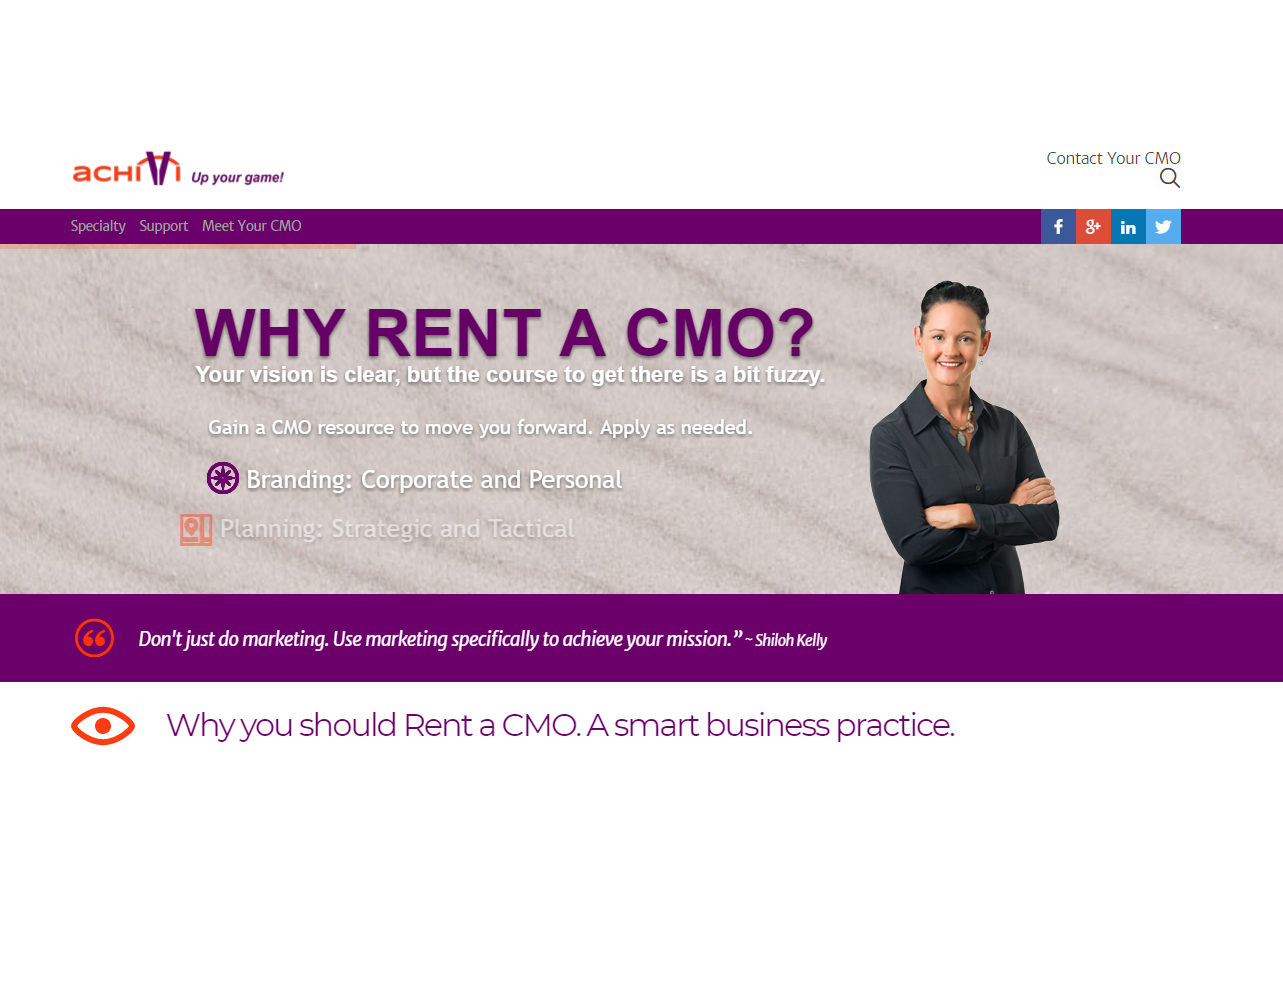 achiVi Up your game!
Contact Your CMO
Specialty Support Meet Your CMO
f g+ in
WHY RENT A CMO?
Your vision is clear, but the course to get there is a bit fuzzy.
Gain a CMO resource to move you forward. Apply as needed.
Branding: Corporate and Personal
Planning: Strategic and Tactical
“ Don't just do marketing. Use marketing specifically to achieve your mission.” ~ Shiloh Kelly
Why you should Rent a CMO. A smart business practice.